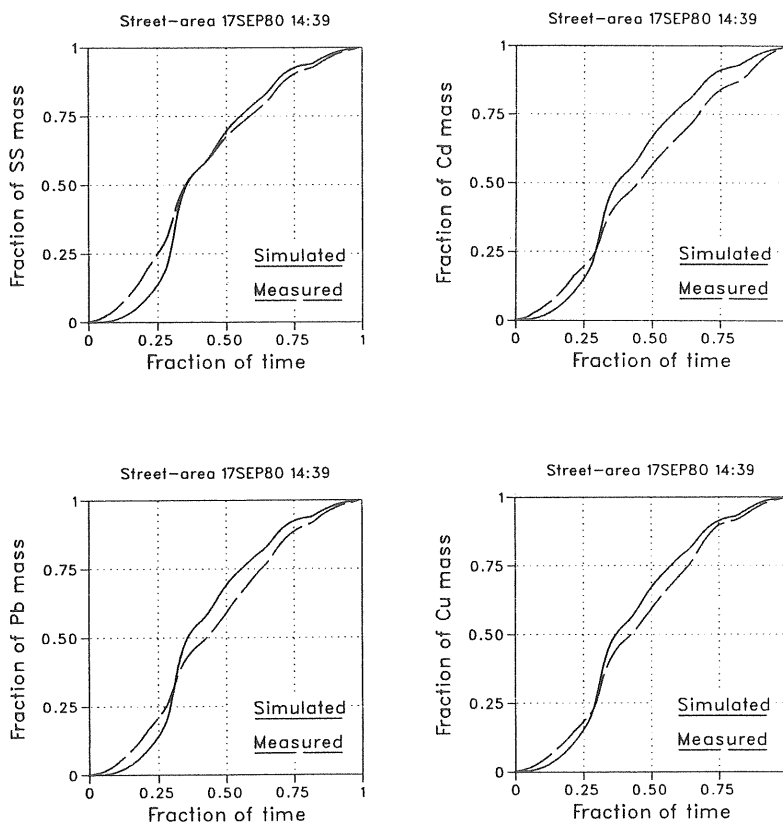 Street-area 17SEP80 14:39
1
0.75
0.50
0.25
0
Fraction of SS mass
Simulated
Measured
0
0.25
0.50
0.75
1
Fraction of time
Street-area 17SEP80 14:39
1
0.75
0.50
0.25
0
Fraction of Cd mass
Simulated
Measured
0
0.25
0.50
0.75
Fraction of time
Street-area 17SEP80 14:39
1
0.75
0.50
0.25
0
Fraction of Pb mass
Simulated
Measured
0
0.25
0.50
0.75
1
Fraction of time
Street-area 17SEP80 14:39
1
0.75
0.50
0.25
0
Fraction of Cu mass
Simulated
Measured
0
0.25
0.50
0.75
Fraction of time